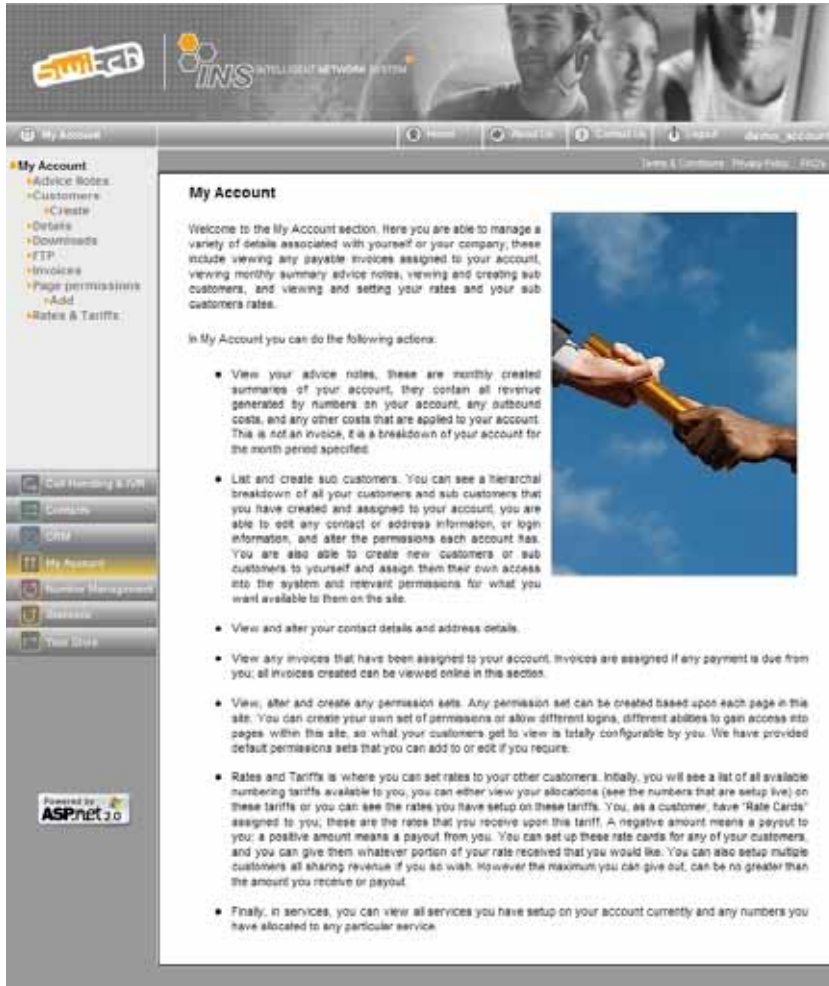 switch
INS INTELLIGENT NETWORK SYSTEM
My Account
Home
About Us
Contact Us
Logout
demo_account
Terms & Conditions Privacy Policy FAQ's
My Account
Advice Notes
Customers
Create
Details
Downloads
FTP
Invoices
Page permissions
Add
Rates & Tariffs
My Account
Welcome to the My Account section. Here you are able to manage a
variety of details associated with yourself or your company, these
include viewing any payable invoices assigned to your account,
viewing monthly summary advice notes, viewing and creating sub
customers, and viewing and setting your rates and your sub
customers rates.
In My Account you can do the following actions:
● View your advice notes, these are monthly created
summaries of your account, they contain all revenue
generated by numbers on your account, any outbound
costs, and any other costs that are applied to your account.
This is not an invoice, it is a breakdown of your account for
the month period specified.
● List and create sub customers. You can see a hierarchal
breakdown of all your customers and sub customers that
you have created and assigned to your account, you are
able to edit any contact or address information, or login
information, and alter the permissions each account has.
You are also able to create new customers or sub
customers to yourself and assign them their own access
into the system and relevant permissions for what you
want available to them on the site.
● View and alter your contact details and address details.
● View any invoices that have been assigned to your account. Invoices are assigned if any payment is due from
you; all invoices created can be viewed online in this section.
● View, alter and create any permission sets. Any permission set can be created based upon each page in this
site. You can create your own set of permissions or allow different logins, different abilities to gain access into
pages within this site, so what your customers get to view is totally configurable by you. We have provided
default permissions sets that you can add to or edit if you require.
● Rates and Tariffs is where you can set rates to your other customers. Initially, you will see a list of all available
numbering tariffs available to you, you can either view your allocations (see the numbers that are setup live) on
these tariffs or you can see the rates you have setup on these tariffs. You, as a customer, have "Rate Cards"
assigned to you; these are the rates that you receive upon this tariff. A negative amount means a payout to
you; a positive amount means a payout from you. You can set up these rate cards for any of your customers,
and you can give them whatever portion of your rate received that you would like. You can also setup multiple
customers all sharing revenue if you so wish. However the maximum you can give out, can be no greater than
the amount you receive or payout.
● Finally, in services, you can view all services you have setup on your account currently and any numbers you
have allocated to any particular service.
Call Handling & IVR
Contacts
CRM
My Account
Number Management
Statistics
Your Store
Powered by
ASP.net 2.0